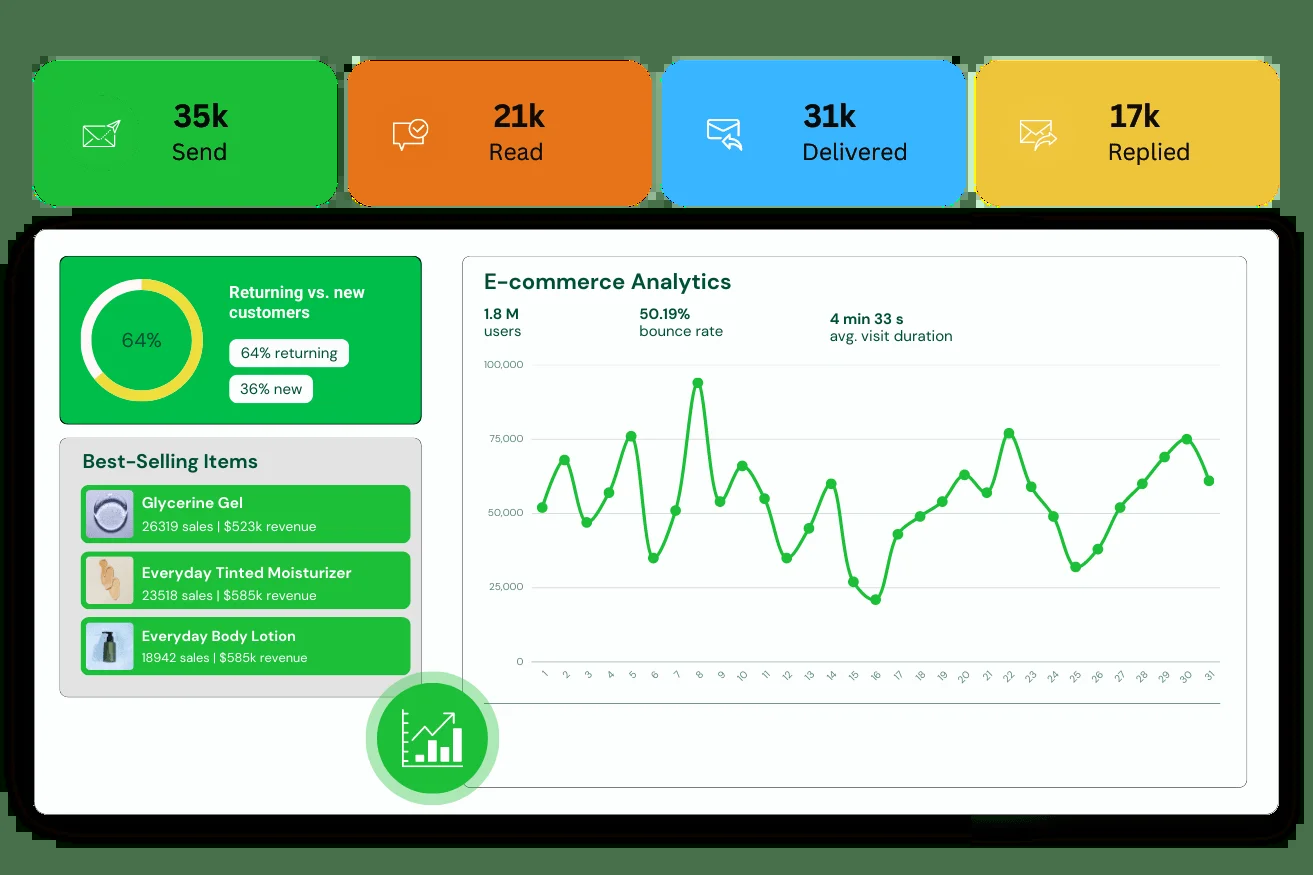 35k
Send
21k
Read
31k
Delivered
17k
Replied
Returning vs. new
customers
64%
64% returning
36% new
Best-Selling Items
Glycerine Gel
26319 sales | $523k revenue
Everyday Tinted Moisturizer
23518 sales | $585k revenue
Everyday Body Lotion
18942 sales | $585k revenue
E-commerce Analytics
1.8 M
users
50.19%
bounce rate
4 min 33 s
avg. visit duration
100,000
75,000
50,000
25,000
0
1 2 3 4 5 6 7 8 9 10 11 12 13 14 15 16 17 18 19 20 21 22 23 24 25 26 27 28 29 30 31